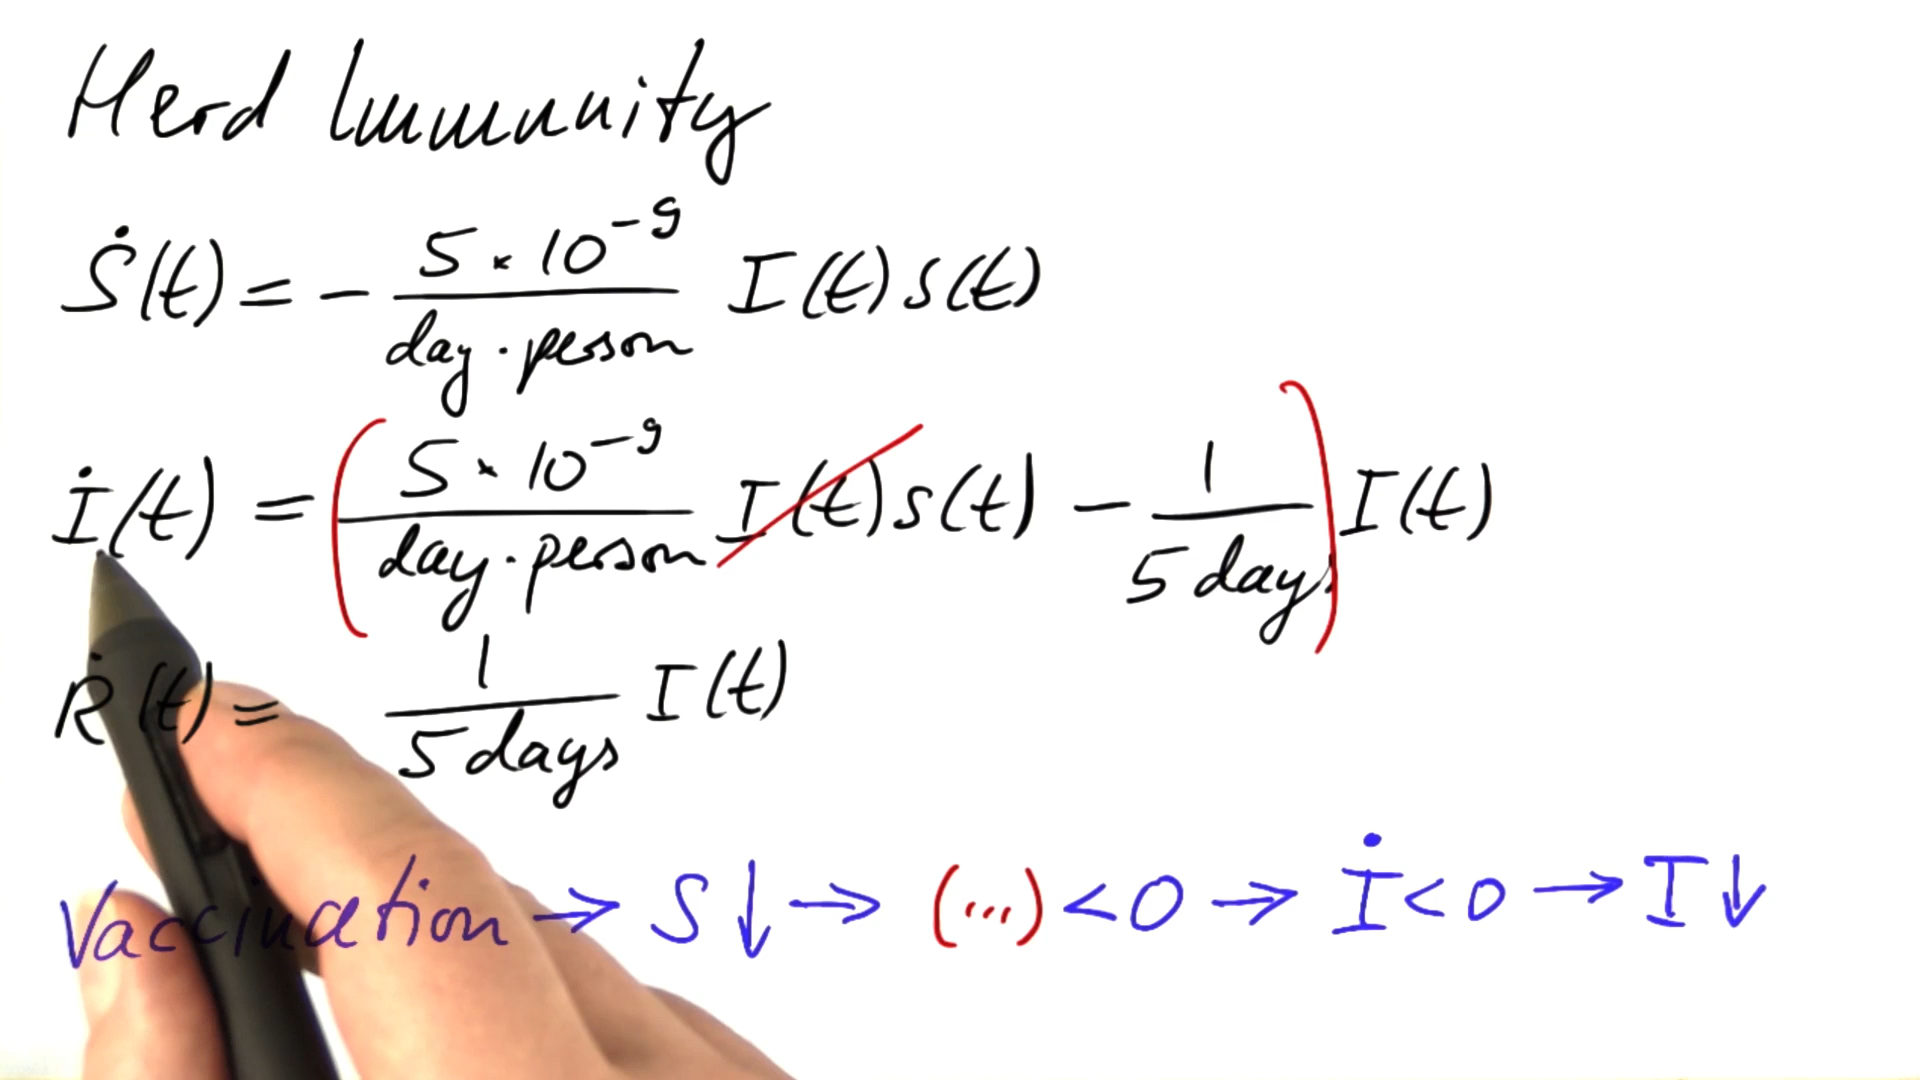 Herd Immunity
Ṡ(t) = - 5 × 10⁻⁹ / day · person I(t) S(t)
İ(t) = ( 5 × 10⁻⁹ / day · person I(t) S(t) - 1 / 5 days ) I(t)
Ṙ(t) = 1 / 5 days I(t)
Vaccination → S ↓ → (...) < 0 → İ < 0 → I ↓